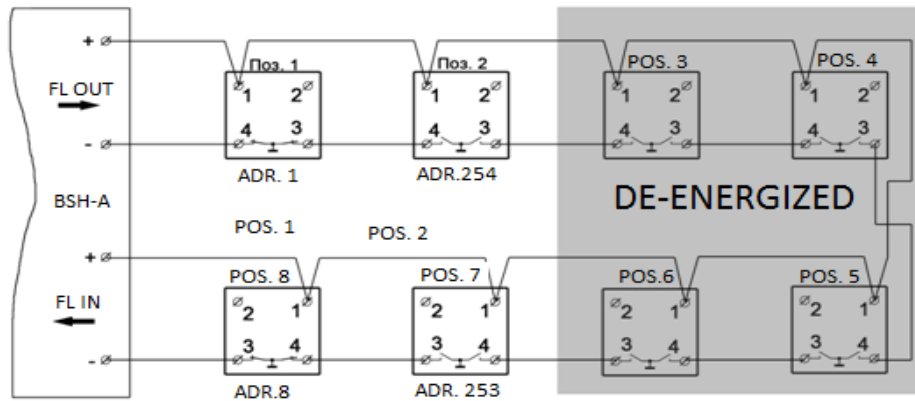 +
Поз. 1
Поз. 2
POS. 3
POS. 4
FL OUT
1 2
1 2
1 2
1 2
-
4 3
4 3
4 3
4 3
ADR. 1
ADR.254
DE-ENERGIZED
BSH-A
POS. 1
POS. 2
+
POS. 8
POS. 7
POS.6
POS. 5
FL IN
2 1
2 1
2 1
2 1
-
3 4
3 4
3 4
3 4
ADR.8
ADR. 253